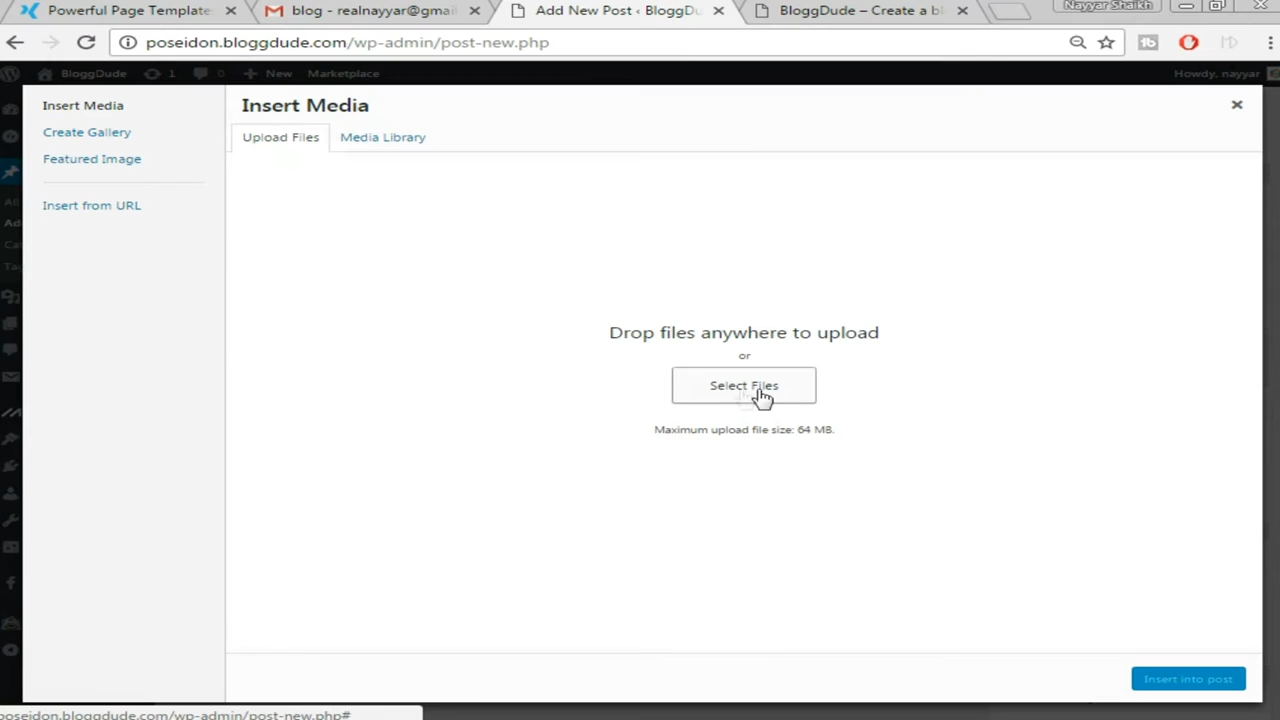 Powerful Page Template
blog - realnayyar@gmai
Add New Post ‹ BloggDu
BloggDude – Create a bl
Nayyar Shaikh
poseidon.bloggdude.com/wp-admin/post-new.php
BloggDude
1
0
New
Marketplace
Howdy, nayyar
Insert Media
Create Gallery
Featured Image
Insert from URL
Insert Media
Upload Files
Media Library
Drop files anywhere to upload
or
Select Files
Maximum upload file size: 64 MB.
Insert into post
poseidon.bloggdude.com/wp-admin/post-new.php#